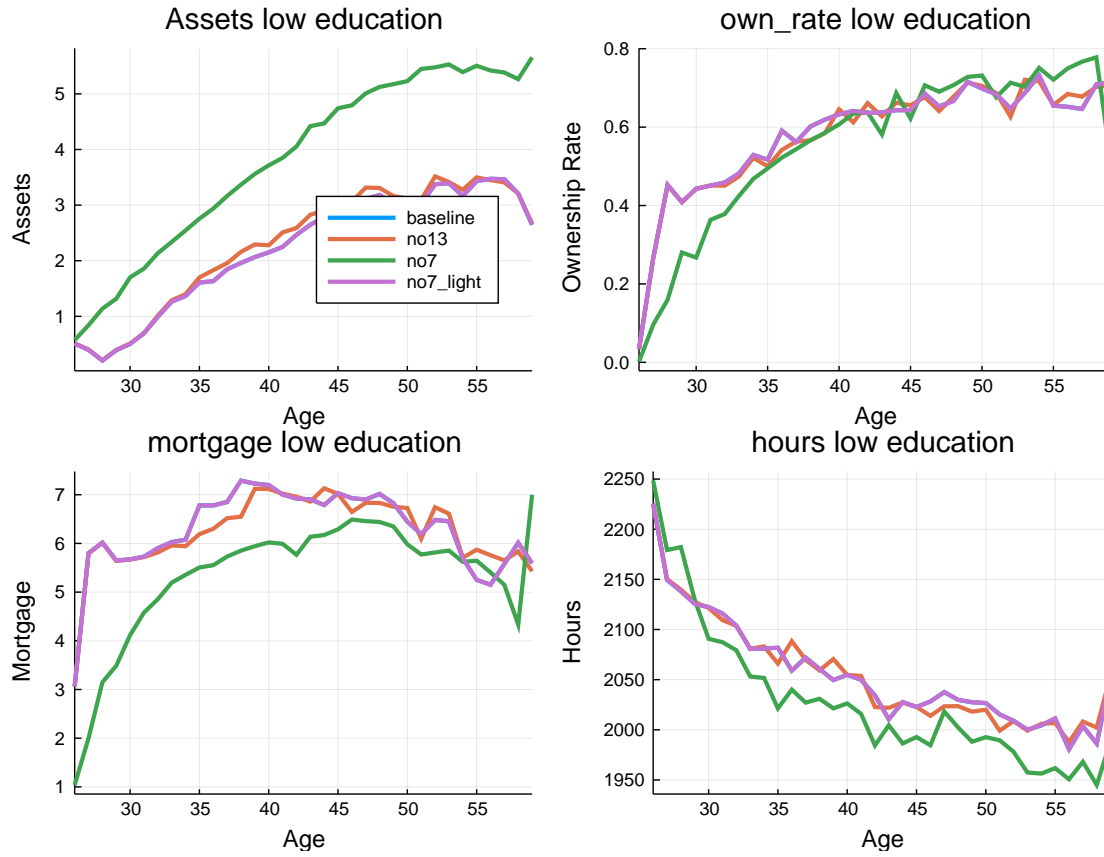 Assets low education
5
4
3
2
1
Assets
baseline
no13
no7
no7_light
30 35 40 45 50 55
Age
own_rate low education
0.8
0.6
0.4
0.2
0.0
Ownership Rate
30 35 40 45 50 55
Age
mortgage low education
7
6
5
4
3
2
1
Mortgage
30 35 40 45 50 55
Age
hours low education
2250
2200
2150
2100
2050
2000
1950
Hours
30 35 40 45 50 55
Age